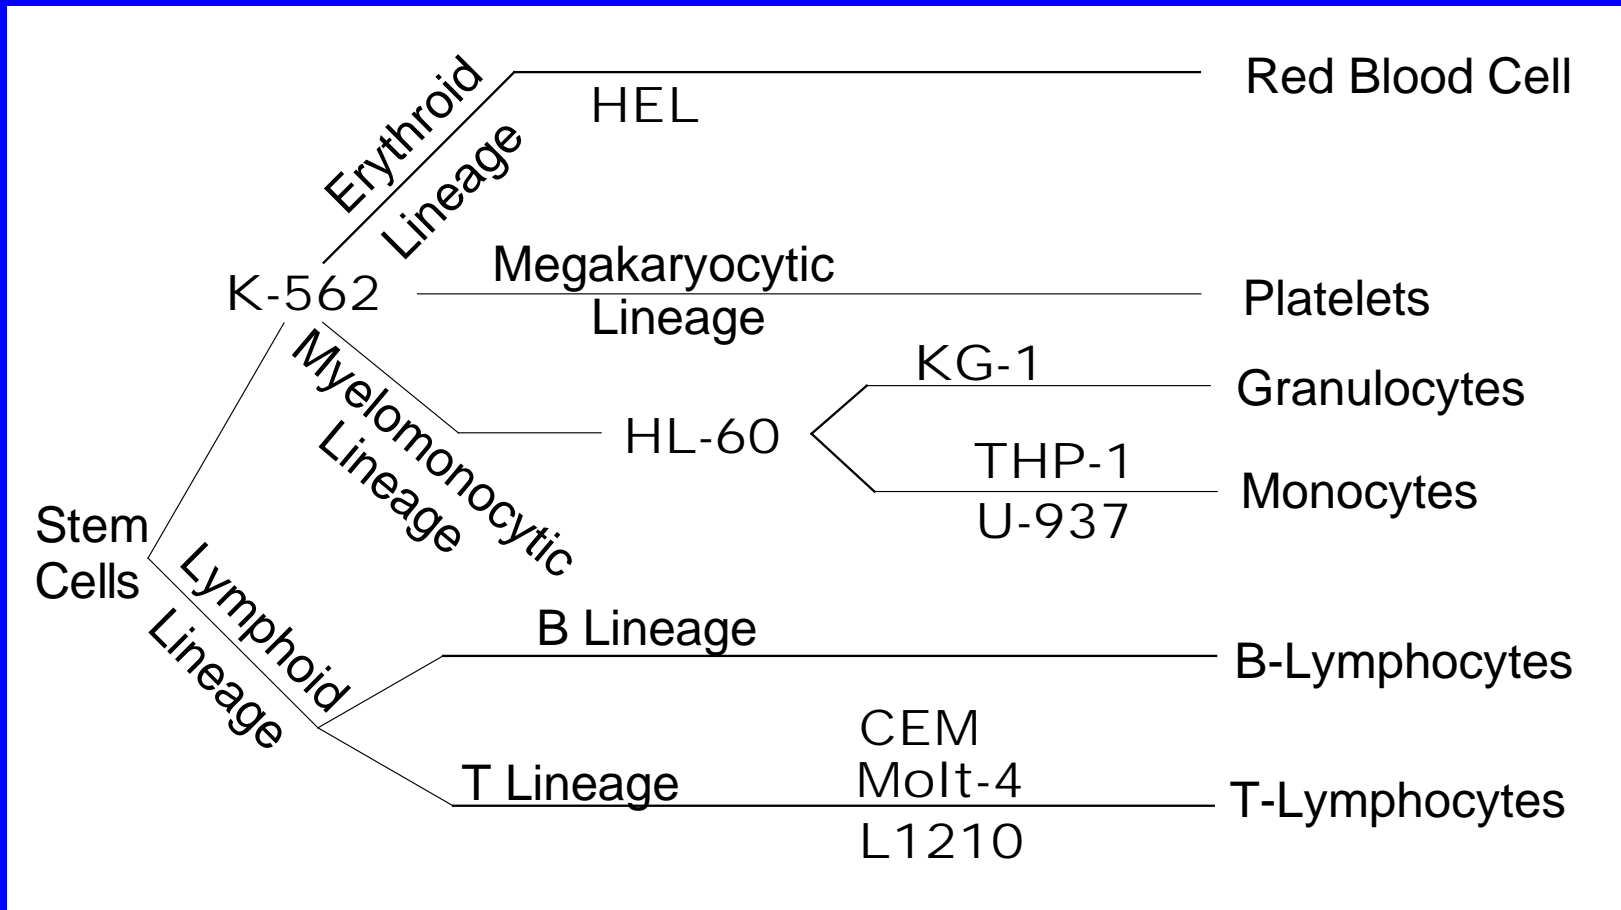 Erythroid
Lineage
HEL
Red Blood Cell
K-562
Megakaryocytic
Lineage
Platelets
Myelomonocytic
Lineage
HL-60
KG-1
Granulocytes
THP-1
U-937
Monocytes
Stem
Cells
Lymphoid
Lineage
B Lineage
B-Lymphocytes
T Lineage
CEM
Molt-4
L1210
T-Lymphocytes